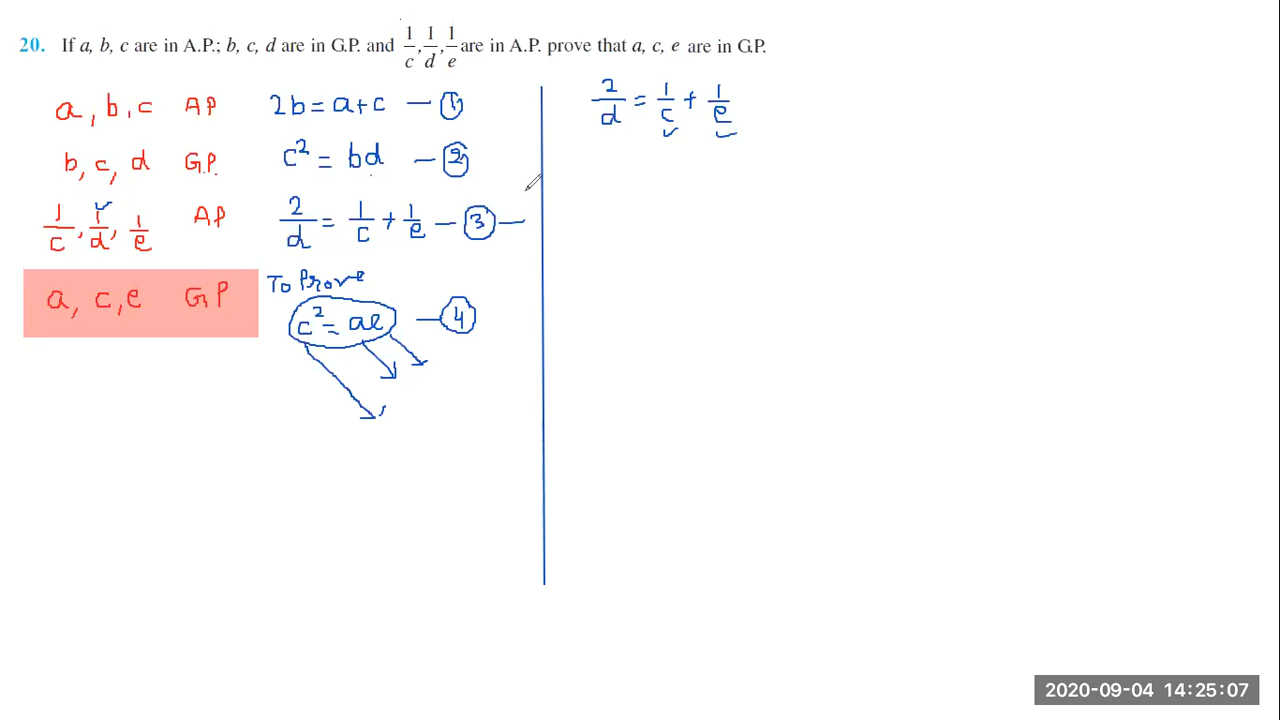 20. If a, b, c are in A.P.; b, c, d are in G.P. and 1/c, 1/d, 1/e are in A.P. prove that a, c, e are in G.P.
a, b, c AP 2b = a + c — ①
b, c, d G.P. c² = bd — ②
1/c, 1/d, 1/e AP 2/d = 1/c + 1/e — ③ —
a, c, e GP
To Prove
c² = ae — ④
2/d = 1/c + 1/e
2020-09-04 14:25:07